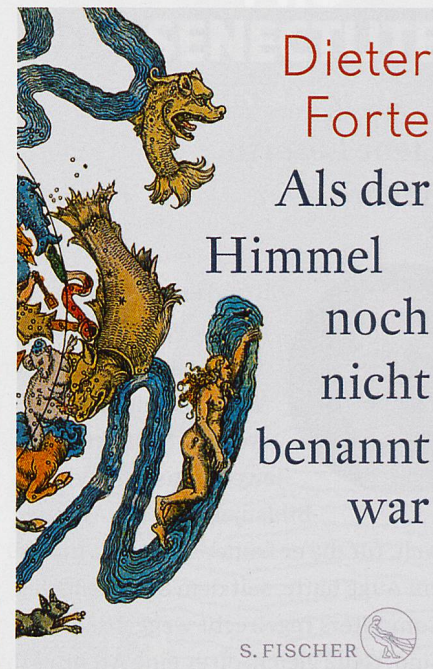 Dieter
Forte
Als der
Himmel
noch
nicht
benannt
war
S. FISCHER